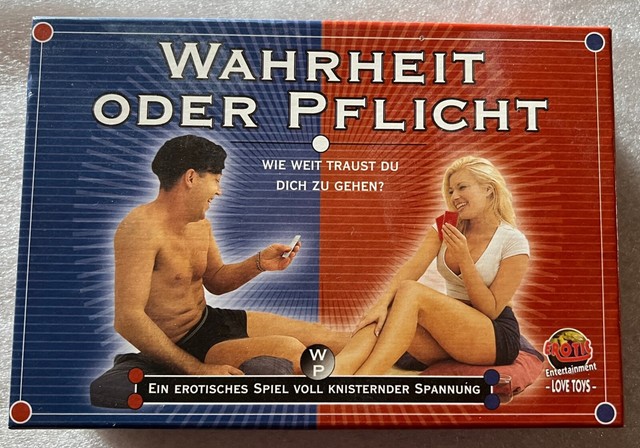 WAHRHEIT
ODER PFLICHT
WIE WEIT TRAUST DU
DICH ZU GEHEN?
W
P
EIN EROTISCHES SPIEL VOLL KNISTERNDER SPANNUNG
EROTIC
Entertainment
- LOVE TOYS -